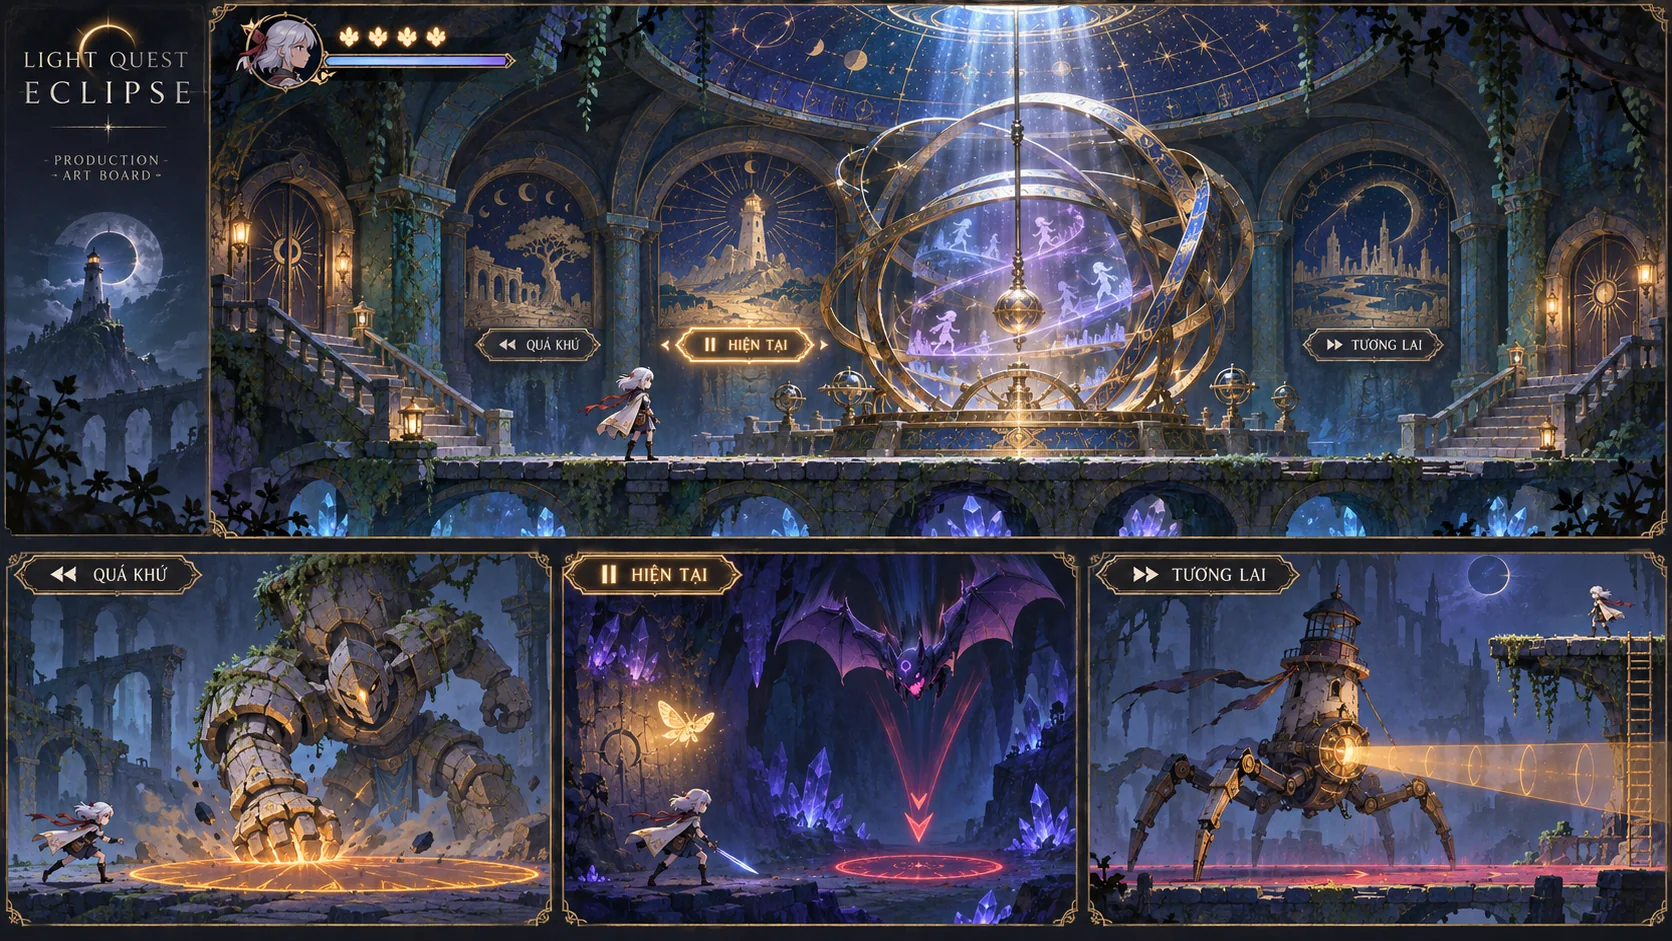 LIGHT QUEST
ECLIPSE
- PRODUCTION -
- ART BOARD -
QUÁ KHỨ
HIỆN TẠI
TƯƠNG LAI
QUÁ KHỨ
HIỆN TẠI
TƯƠNG LAI